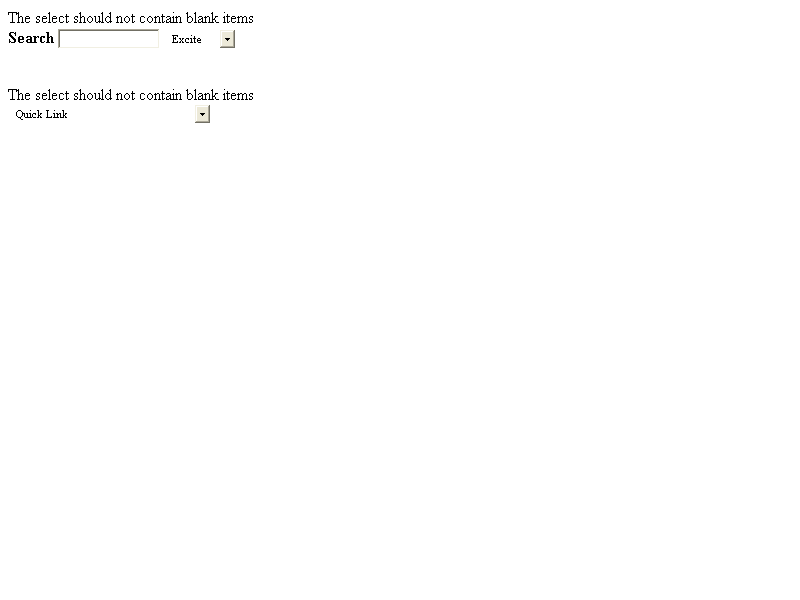 The select should not contain blank items
Search Excite
The select should not contain blank items
Quick Link